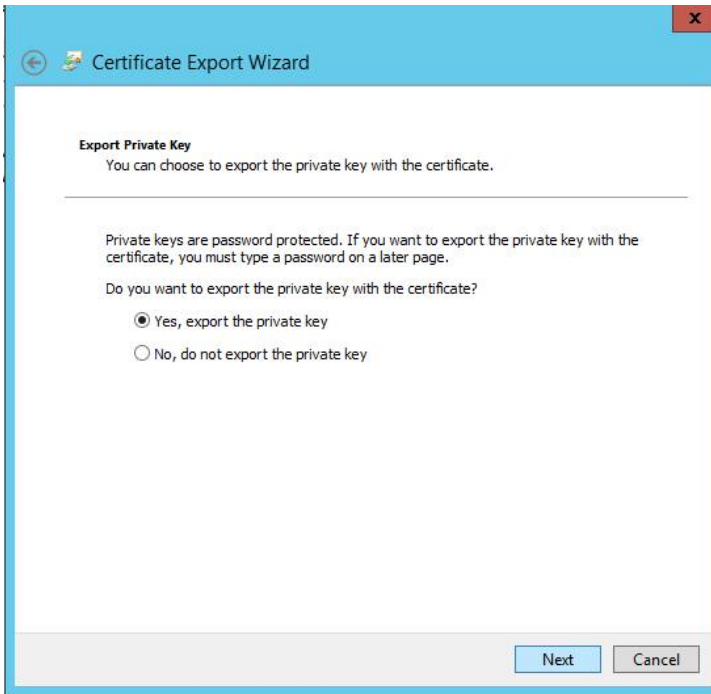 x
Certificate Export Wizard
Export Private Key
You can choose to export the private key with the certificate.
Private keys are password protected. If you want to export the private key with the
certificate, you must type a password on a later page.
Do you want to export the private key with the certificate?
Yes, export the private key
No, do not export the private key
Next
Cancel